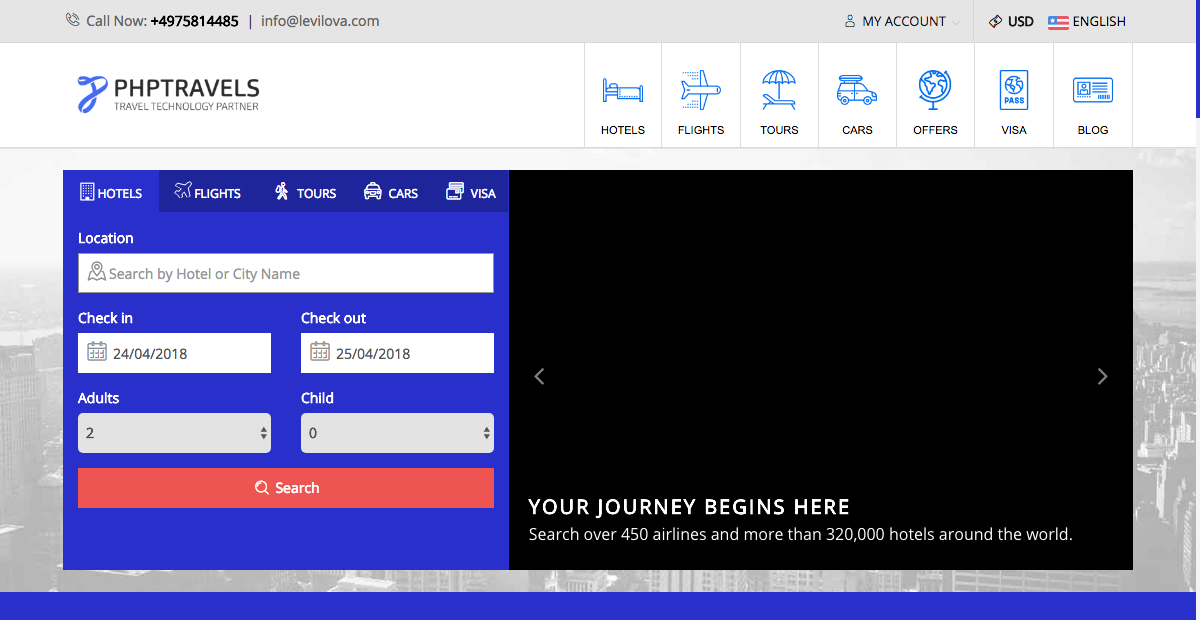 Call Now: +4975814485 | info@levilova.com
MY ACCOUNT
USD
ENGLISH
PHPTRAVELS
TRAVEL TECHNOLOGY PARTNER
HOTELS
FLIGHTS
TOURS
CARS
OFFERS
PASS
VISA
BLOG
HOTELS
FLIGHTS
TOURS
CARS
VISA
Location
Search by Hotel or City Name
Check in
Check out
24/04/2018
25/04/2018
Adults
Child
2
0
Search
YOUR JOURNEY BEGINS HERE
Search over 450 airlines and more than 320,000 hotels around the world.